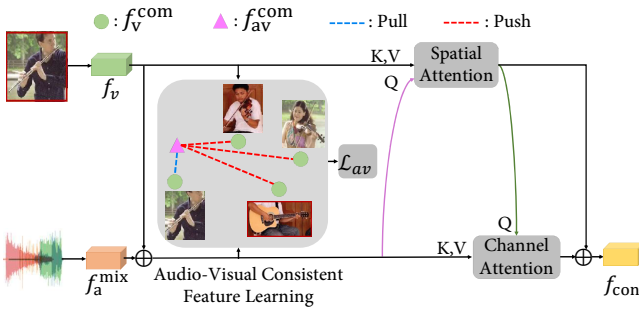 : f_v^com : f_av^com : Pull : Push
f_v
K,V
Q
Spatial
Attention
ℒ_av
Q
K,V
Channel
Attention
f_a^mix
Audio-Visual Consistent
Feature Learning
f_con